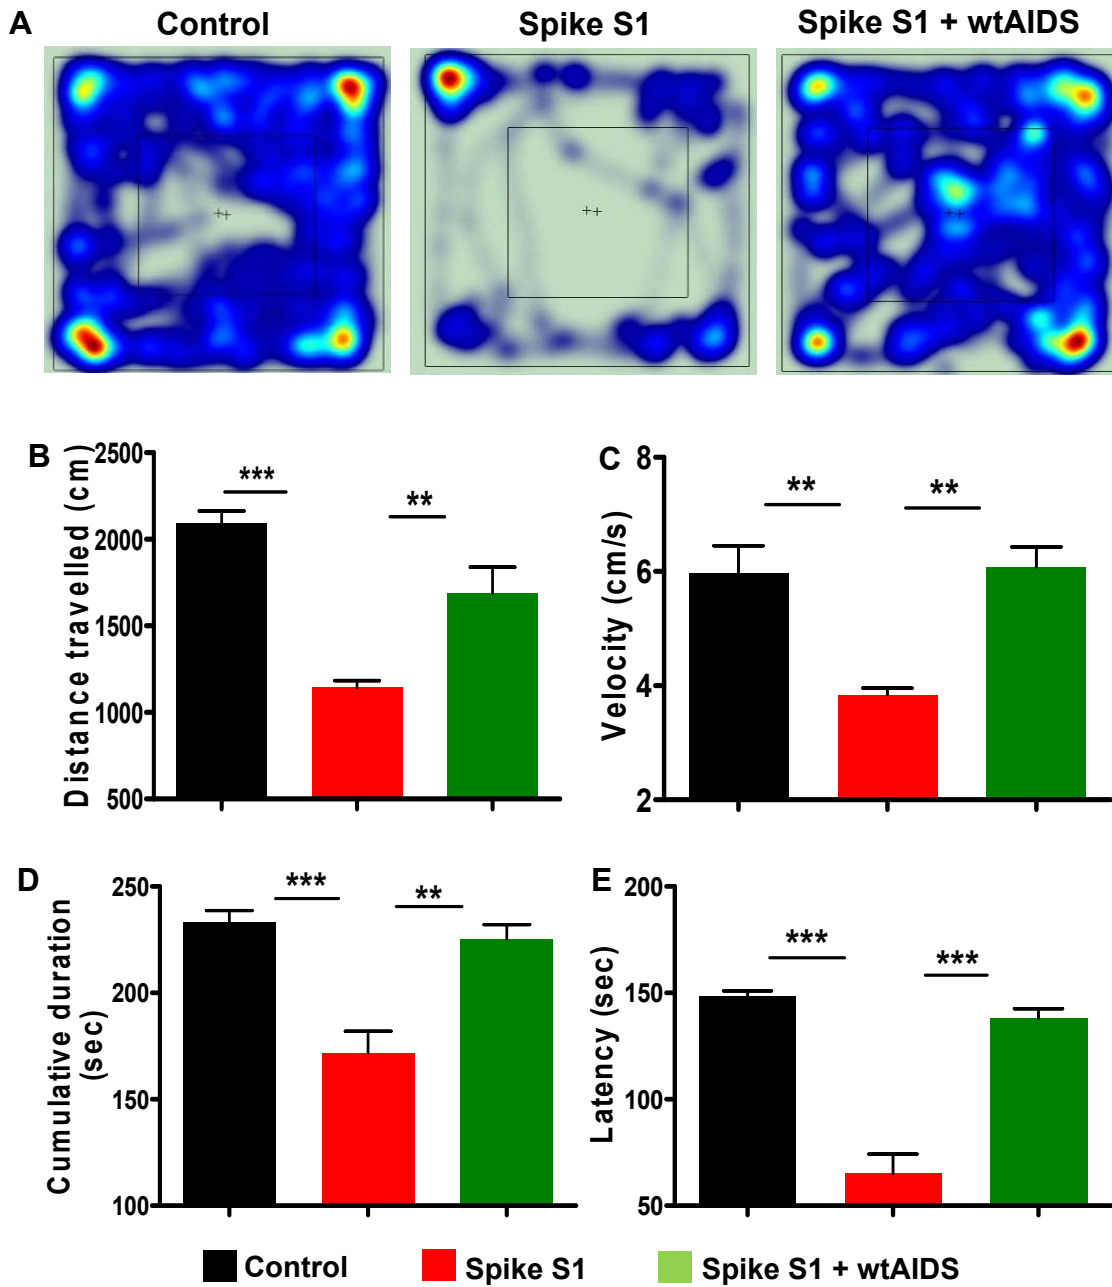 A
Control
Spike S1
Spike S1 + wtAIDS
B
Distance travelled (cm)
2500
2000
1500
1000
500
***
**
C
Velocity (cm/s)
8
6
4
2
**
**
D
Cumulative duration
(sec)
250
200
150
100
***
**
E
Latency (sec)
200
150
100
50
***
***
Control
Spike S1
Spike S1 + wtAIDS